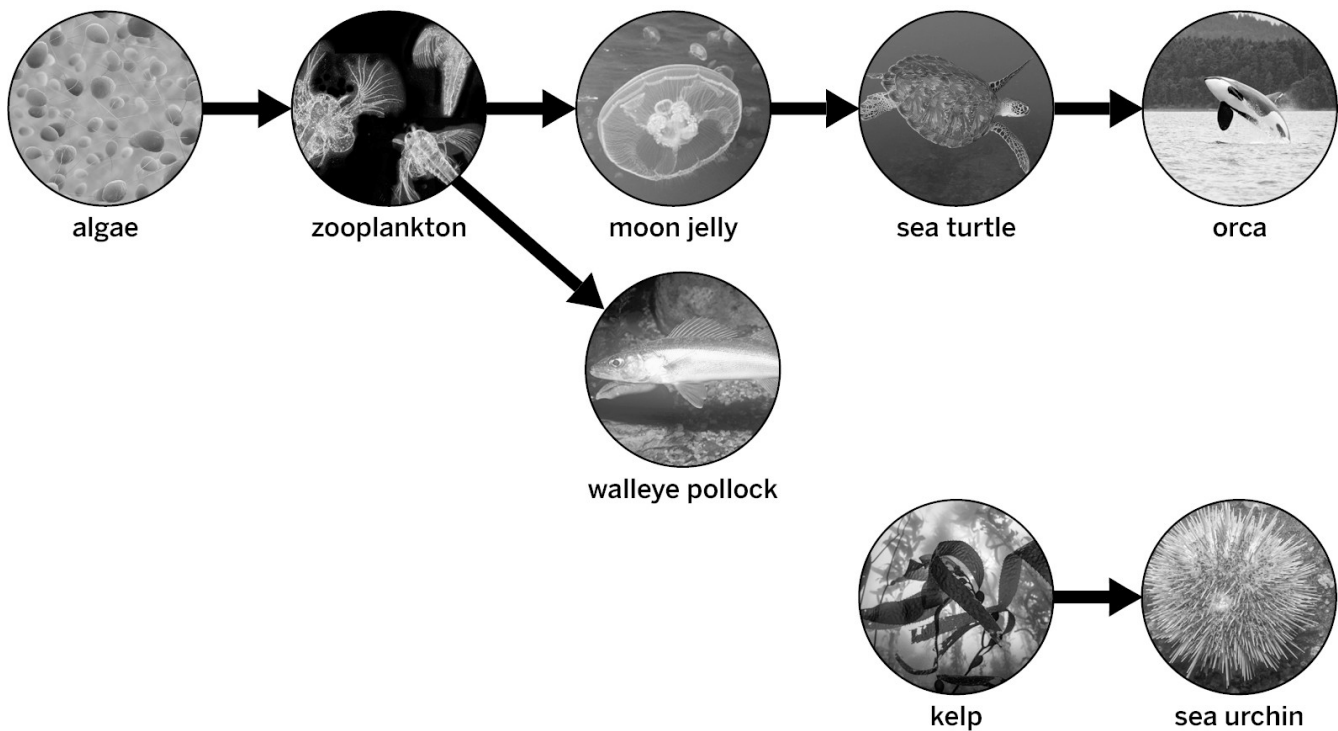 algae
zooplankton
moon jelly
sea turtle
orca
walleye pollock
kelp
sea urchin